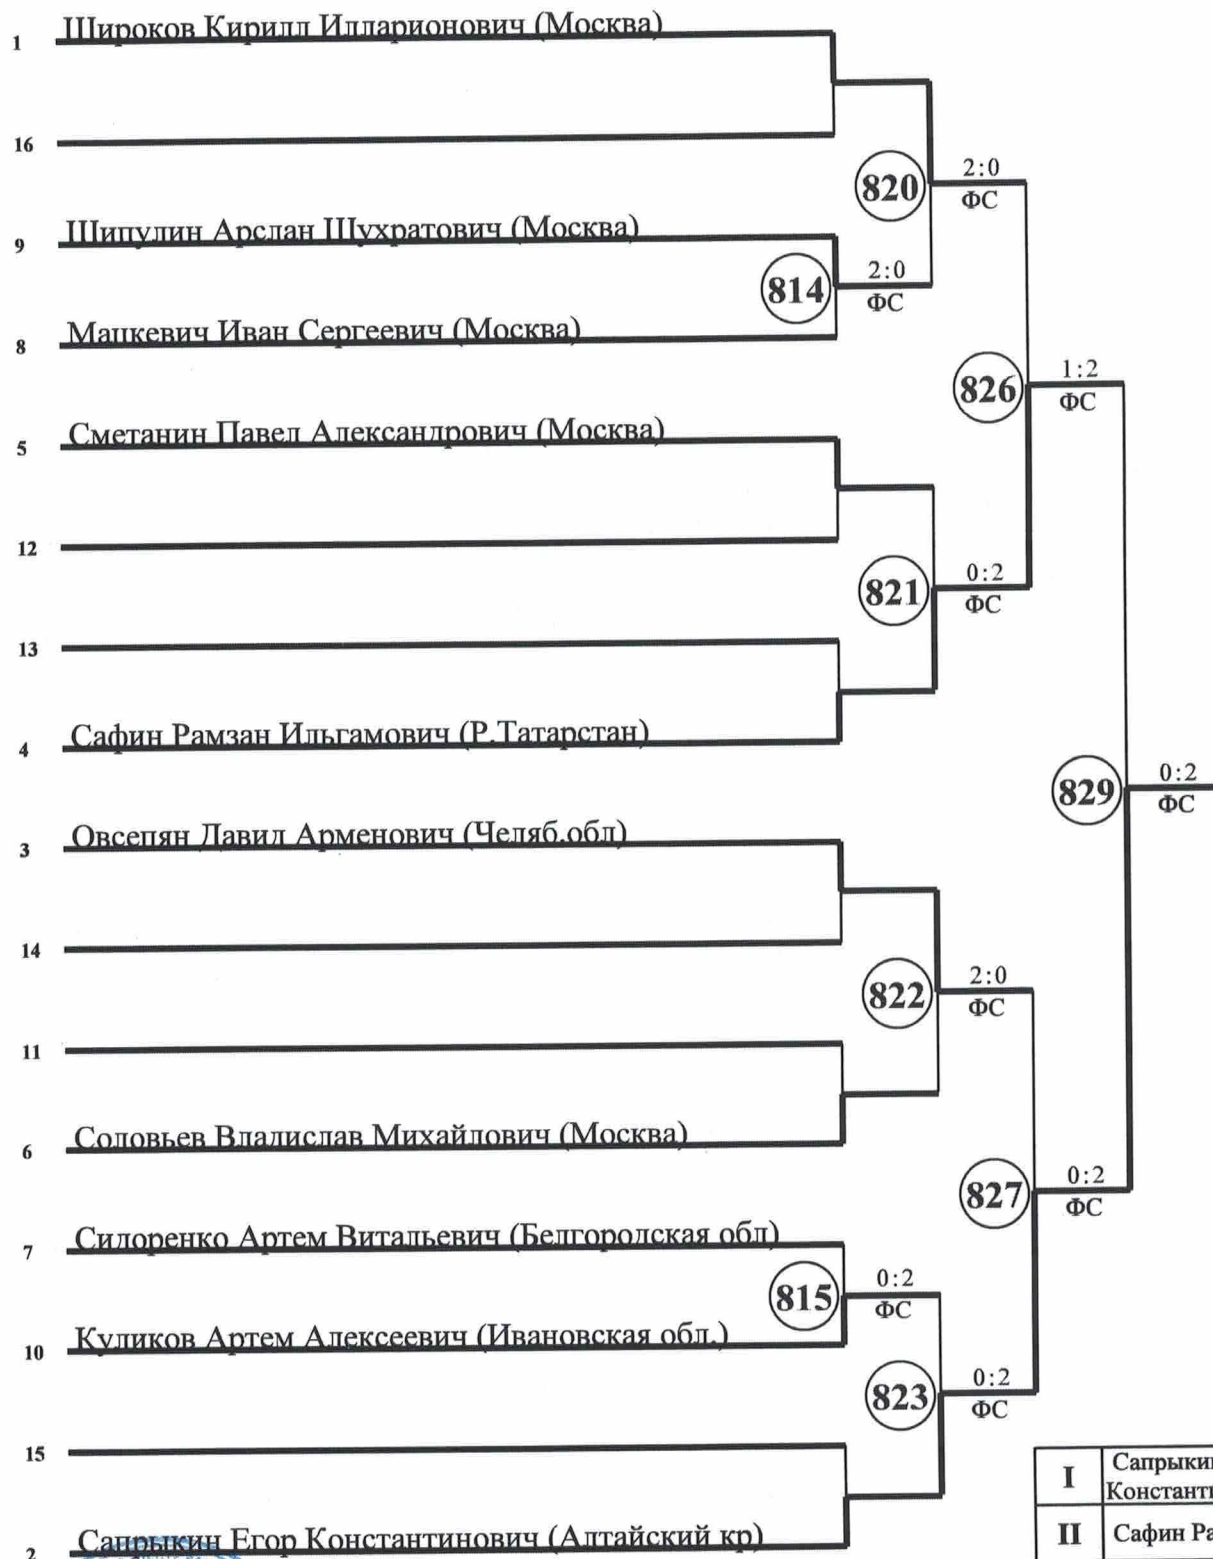 1 Широков Кирилл Илларионович (Москва)
16
820 2:0
ФС
9 Шипулин Арслан Шухратович (Москва)
814 2:0
ФС
8 Мацкевич Иван Сергеевич (Москва)
826 1:2
ФС
5 Сметанин Павел Александрович (Москва)
12
821 0:2
ФС
13
4 Сафин Рамзан Ильгамович (Р.Татарстан)
829 0:2
ФС
3 Овсепян Давид Арменович (Челяб.обл)
14
822 2:0
ФС
11
6 Соловьев Владислав Михайлович (Москва)
827 0:2
ФС
7 Сидоренко Артем Витальевич (Белгородская обл)
815 0:2
ФС
10 Куликов Артем Алексеевич (Ивановская обл.)
823 0:2
ФС
15
2 Сапрыкин Егор Константинович (Алтайский кр)
I Сапрыкин
Констант
II Сафин Ра